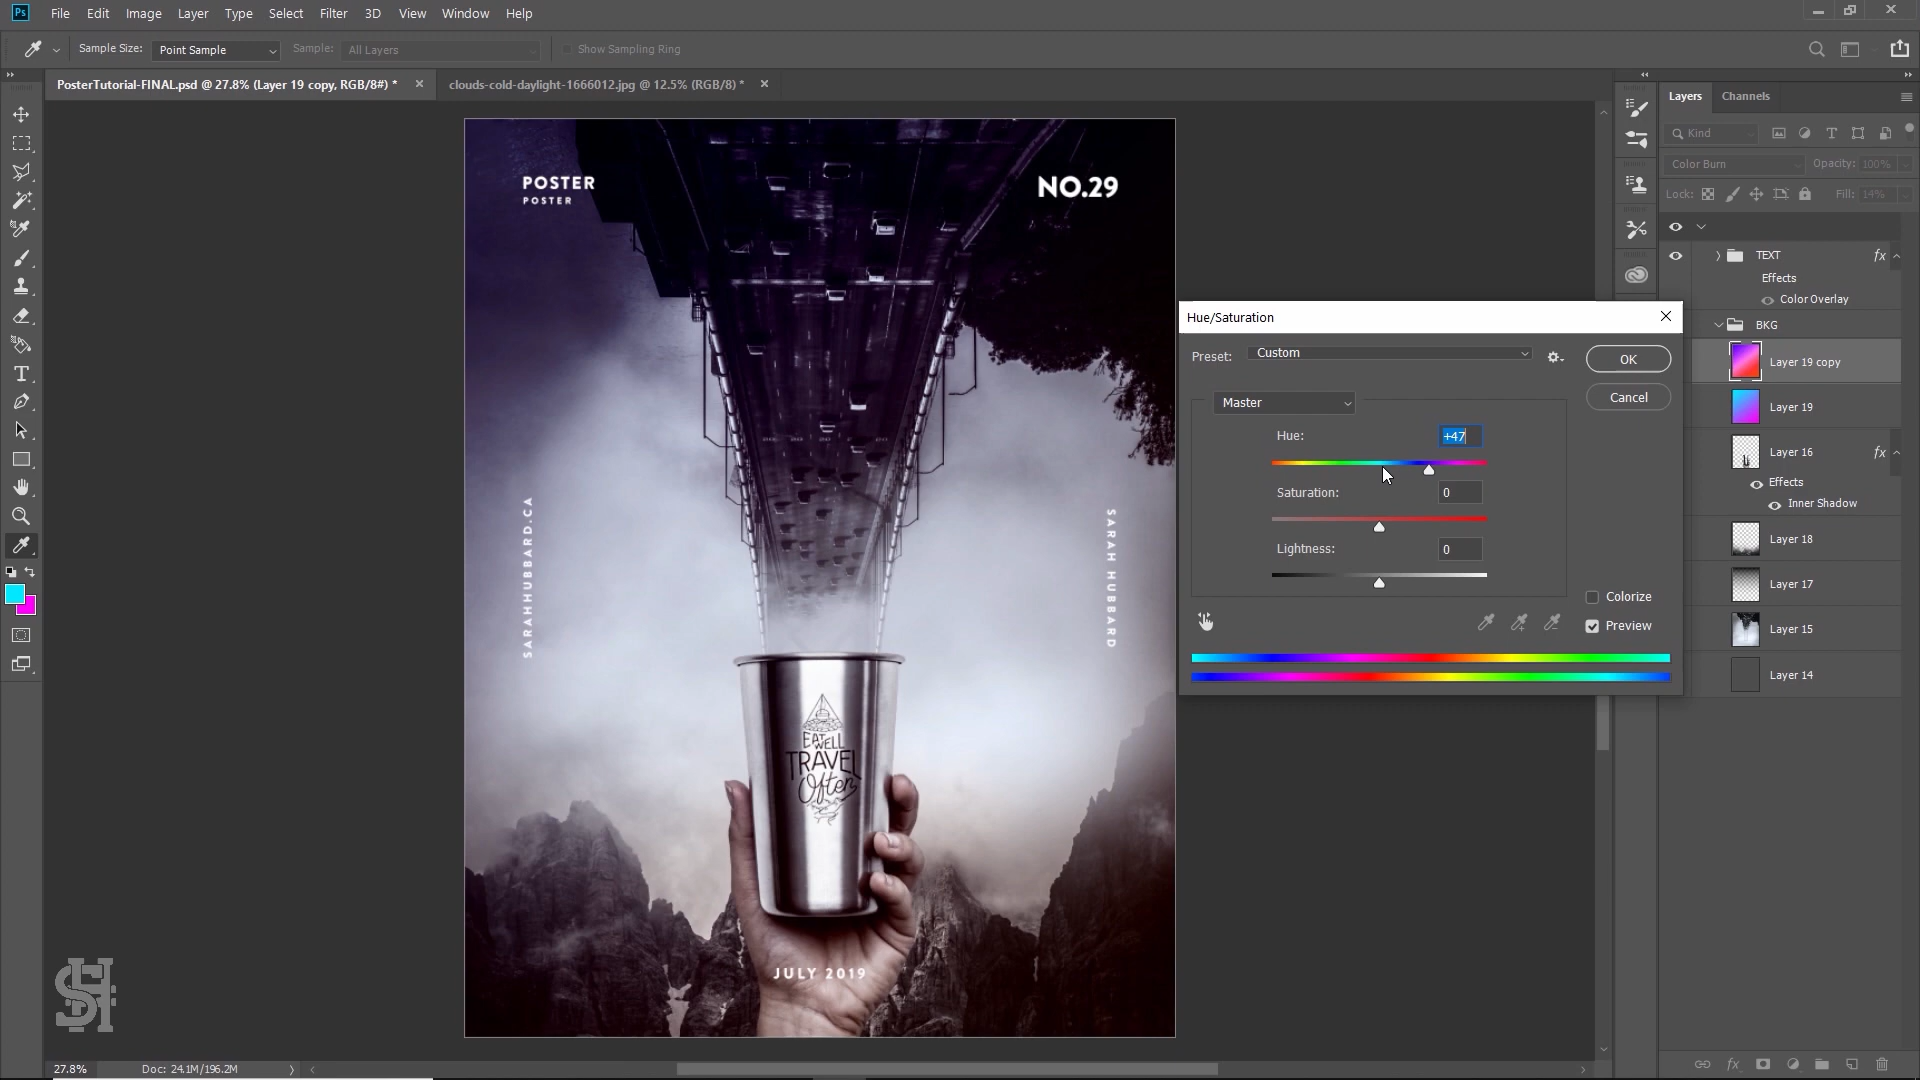 Ps File Edit Image Layer Type Select Filter 3D View Window Help
Sample Size: Point Sample Sample: All Layers Show Sampling Ring
PosterTutorial-FINAL.psd @ 27.8% (Layer 19 copy, RGB/8#) *
clouds-cold-daylight-1666012.jpg @ 12.5% (RGB/8) *
POSTER
POSTER
NO.29
SARAHHUBBARD.CA
SARAH HUBBARD
EAT WELL
TRAVEL
Often
JULY 2019
Hue/Saturation
Preset: Custom
OK
Cancel
Master
Hue: +47
Saturation: 0
Lightness: 0
Colorize
Preview
Layers Channels
Kind
Color Burn Opacity: 100%
Lock: Fill: 14%
TEXT fx
Effects
Color Overlay
BKG
Layer 19 copy
Layer 19
Layer 16 fx
Effects
Inner Shadow
Layer 18
Layer 17
Layer 15
Layer 14
fx
SH
27.8% Doc: 24.1M/196.2M